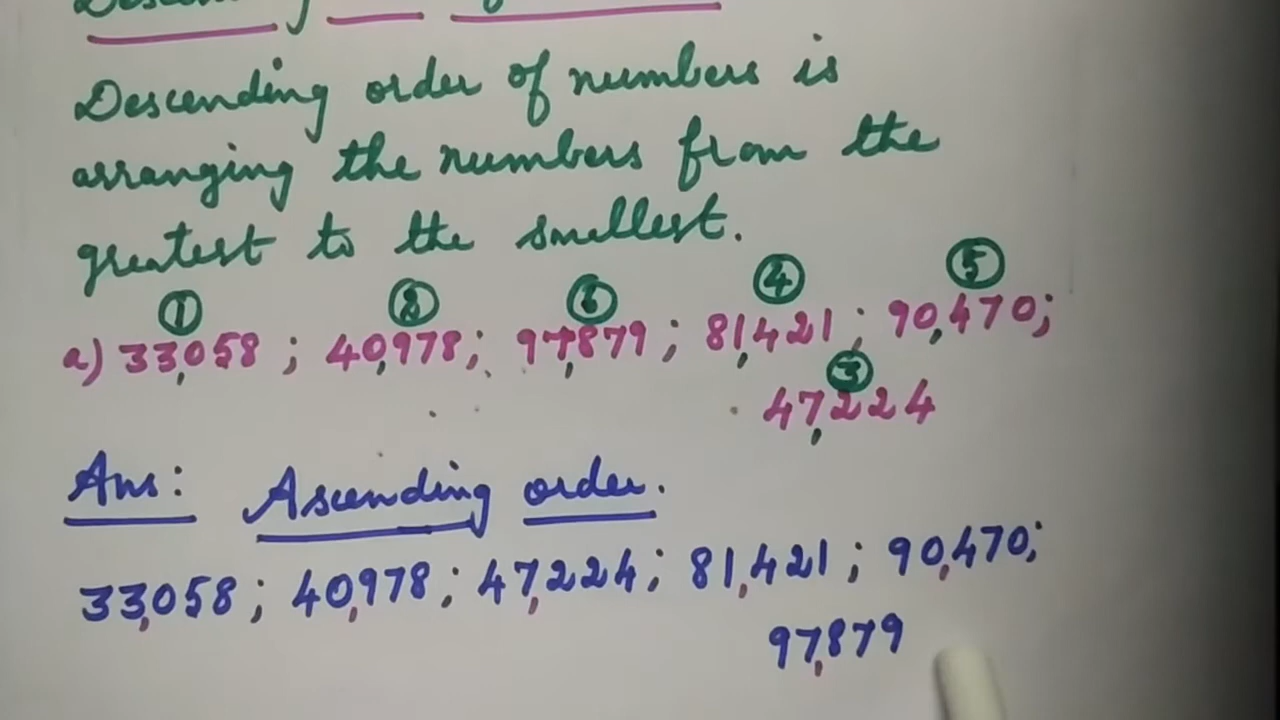 Descending order of numbers is
arranging the numbers from the
greatest to the smallest.
① ② ⑥ ④ ⑤
a) 33,058 ; 40,978; 97,879 ; 81,421 ; 90,470;
③
47,224
Ans: Ascending order.
33,058 ; 40,978 ; 47,224 ; 81,421 ; 90,470;
97,879